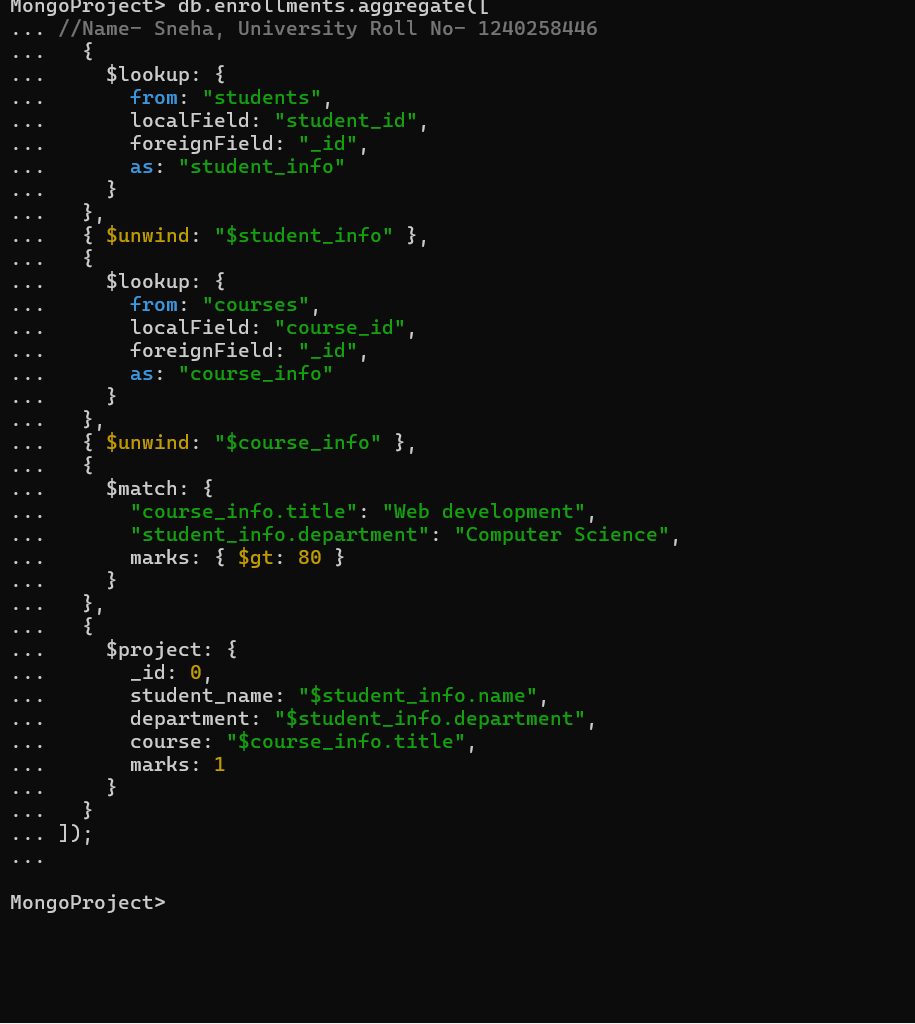 MongoProject> db.enrollments.aggregate([
... //Name- Sneha, University Roll No- 1240258446
...   {
...     $lookup: {
...       from: "students",
...       localField: "student_id",
...       foreignField: "_id",
...       as: "student_info"
...     }
...   },
...   { $unwind: "$student_info" },
...   {
...     $lookup: {
...       from: "courses",
...       localField: "course_id",
...       foreignField: "_id",
...       as: "course_info"
...     }
...   },
...   { $unwind: "$course_info" },
...   {
...     $match: {
...       "course_info.title": "Web development",
...       "student_info.department": "Computer Science",
...       marks: { $gt: 80 }
...     }
...   },
...   {
...     $project: {
...       _id: 0,
...       student_name: "$student_info.name",
...       department: "$student_info.department",
...       course: "$course_info.title",
...       marks: 1
...     }
...   }
... ]);
...
MongoProject>